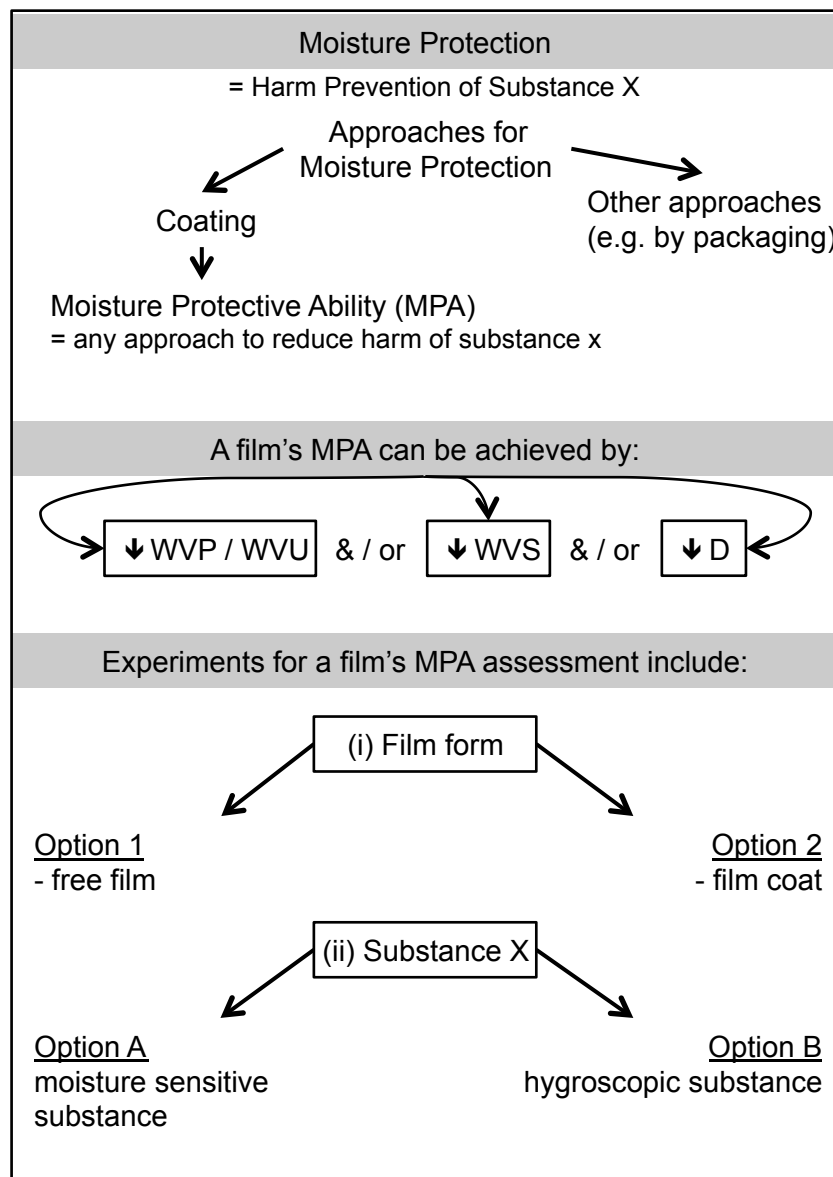 Moisture Protection
= Harm Prevention of Substance X
Approaches for
Moisture Protection
Coating
Other approaches
(e.g. by packaging)
Moisture Protective Ability (MPA)
= any approach to reduce harm of substance x
A film's MPA can be achieved by:
↓ WVP / WVU & / or ↓ WVS & / or ↓ D
Experiments for a film's MPA assessment include:
(i) Film form
Option 1
- free film
Option 2
- film coat
(ii) Substance X
Option A
moisture sensitive
substance
Option B
hygroscopic substance